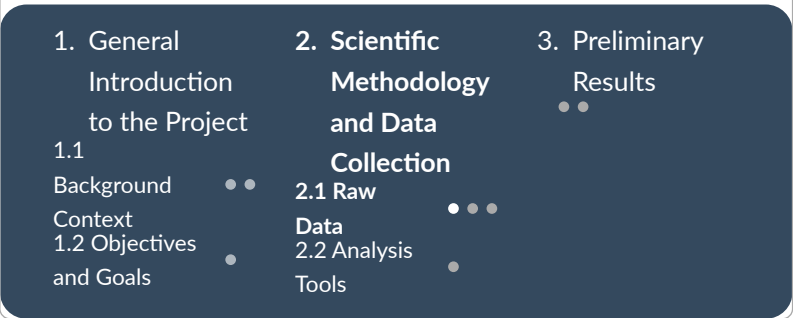 1. General
Introduction
to the Project
1.1
Background
Context
1.2 Objectives
and Goals
2. Scientific
Methodology
and Data
Collection
2.1 Raw
Data
2.2 Analysis
Tools
3. Preliminary
Results